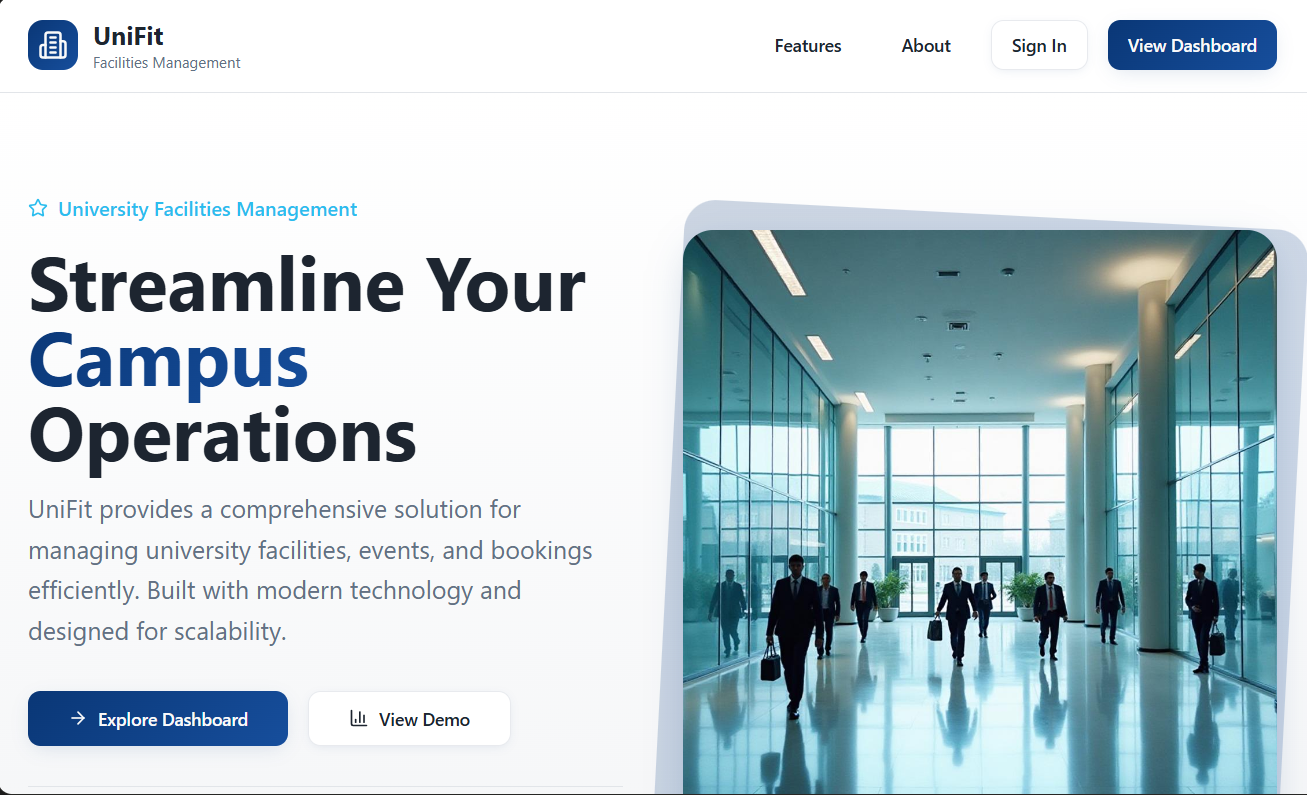 UniFit
Facilities Management
Features
About
Sign In
View Dashboard
University Facilities Management
Streamline Your
Campus
Operations
UniFit provides a comprehensive solution for
managing university facilities, events, and bookings
efficiently. Built with modern technology and
designed for scalability.
Explore Dashboard
View Demo